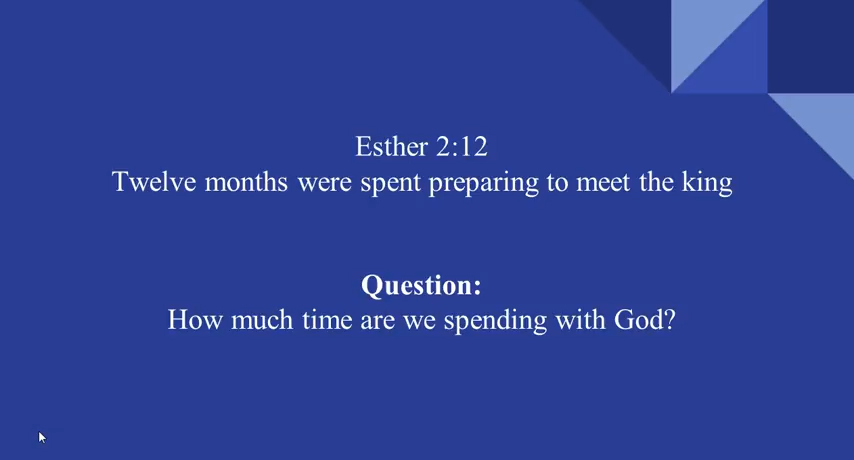 Esther 2:12
Twelve months were spent preparing to meet the king
Question:
How much time are we spending with God?